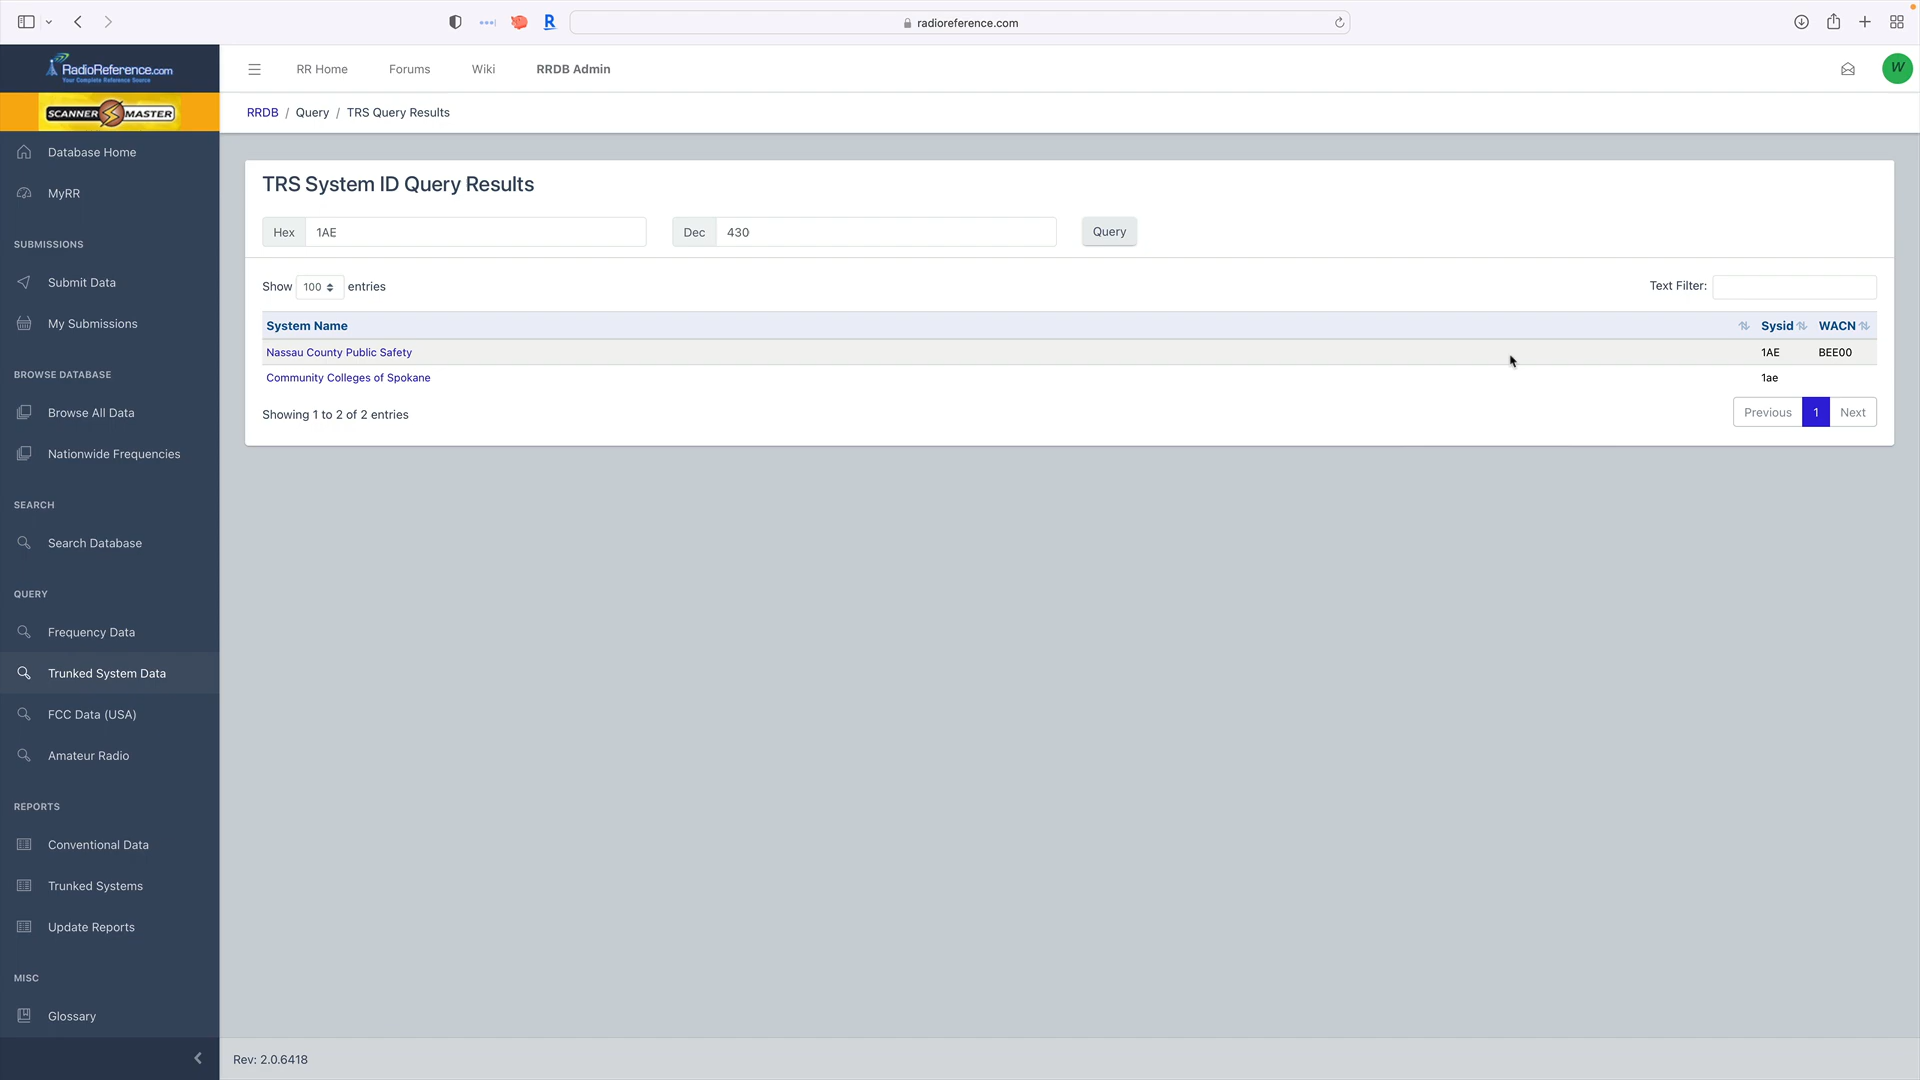 radioreference.com
RadioReference.com
Your Complete Reference Source
RR Home
Forums
Wiki
RRDB Admin
W
SCANNER MASTER
RRDB / Query / TRS Query Results
Database Home
MyRR
SUBMISSIONS
Submit Data
My Submissions
BROWSE DATABASE
Browse All Data
Nationwide Frequencies
SEARCH
Search Database
QUERY
Frequency Data
Trunked System Data
FCC Data (USA)
Amateur Radio
REPORTS
Conventional Data
Trunked Systems
Update Reports
MISC
Glossary
TRS System ID Query Results
Hex 1AE
Dec 430
Query
Show 100 entries
Text Filter:
System Name Sysid WACN
Nassau County Public Safety 1AE BEE00
Community Colleges of Spokane 1ae
Showing 1 to 2 of 2 entries
Previous 1 Next
Rev: 2.0.6418